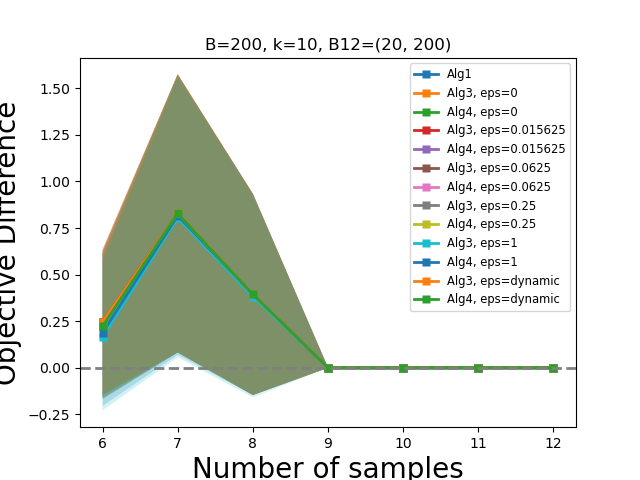 B=200, k=10, B12=(20, 200)
Objective Difference
1.50
1.25
1.00
0.75
0.50
0.25
0.00
−0.25
Alg1
Alg3, eps=0
Alg4, eps=0
Alg3, eps=0.015625
Alg4, eps=0.015625
Alg3, eps=0.0625
Alg4, eps=0.0625
Alg3, eps=0.25
Alg4, eps=0.25
Alg3, eps=1
Alg4, eps=1
Alg3, eps=dynamic
Alg4, eps=dynamic
6 7 8 9 10 11 12
Number of samples